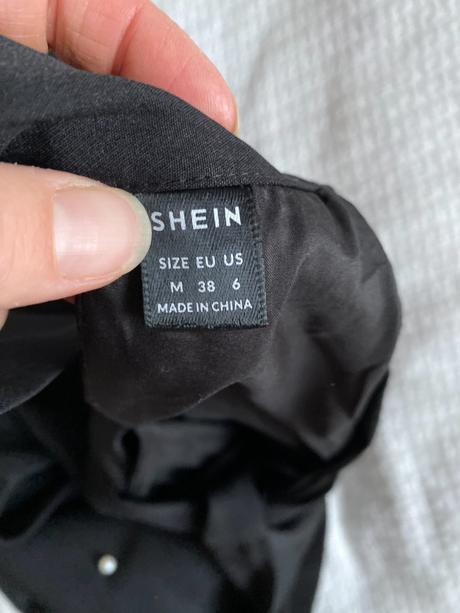 SHEIN
SIZE EU US
M 38 6
MADE IN CHINA